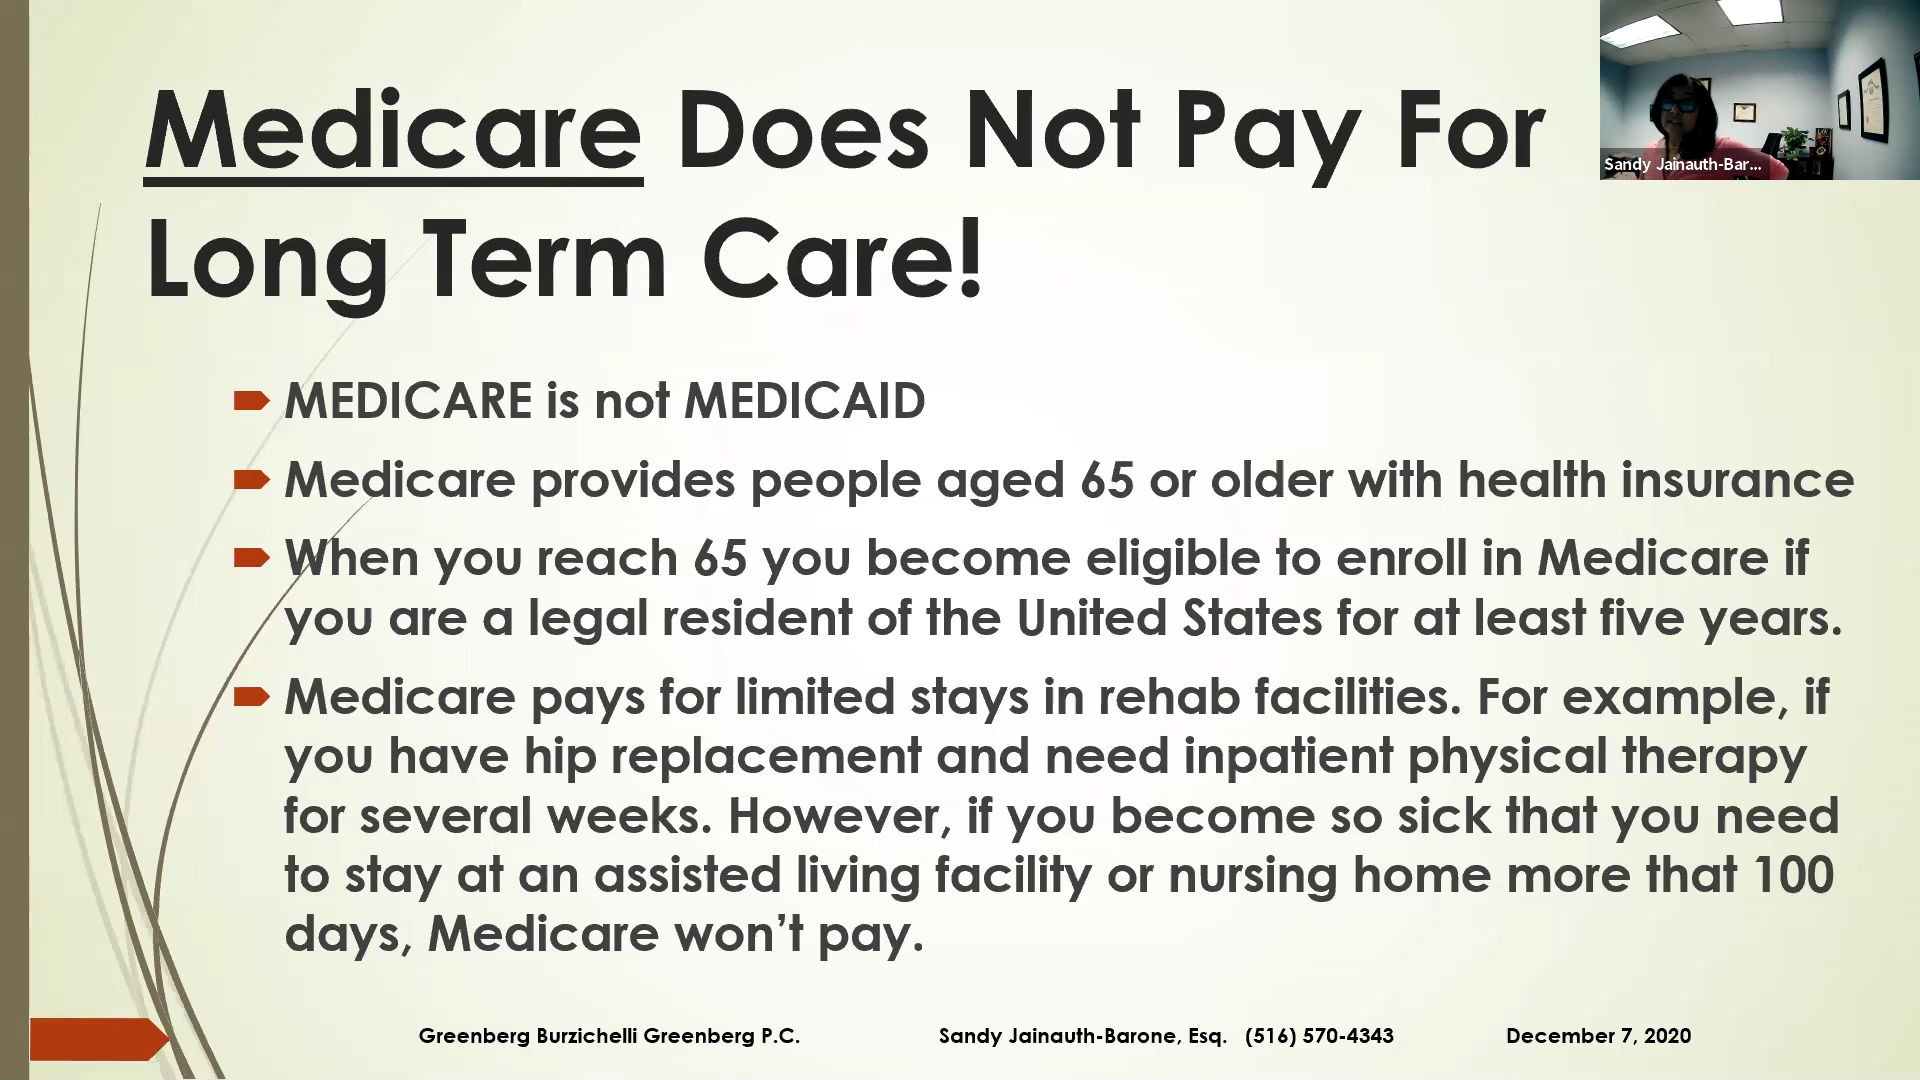 Medicare Does Not Pay For
Long Term Care!
Sandy Jainauth-Bar...
MEDICARE is not MEDICAID
Medicare provides people aged 65 or older with health insurance
When you reach 65 you become eligible to enroll in Medicare if
you are a legal resident of the United States for at least five years.
Medicare pays for limited stays in rehab facilities. For example, if
you have hip replacement and need inpatient physical therapy
for several weeks. However, if you become so sick that you need
to stay at an assisted living facility or nursing home more that 100
days, Medicare won’t pay.
Greenberg Burzichelli Greenberg P.C. Sandy Jainauth-Barone, Esq. (516) 570-4343 December 7, 2020